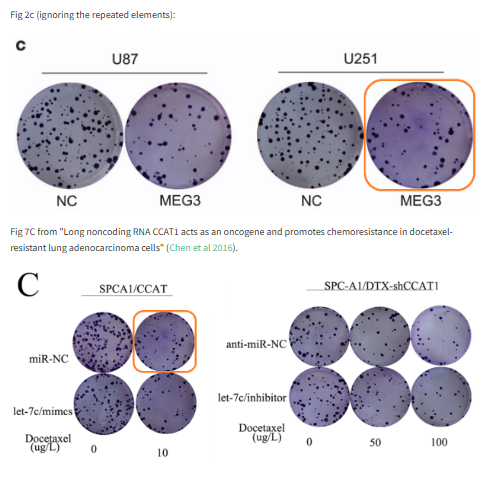 Fig 2c (ignoring the repeated elements):
c
U87
U251
NC
MEG3
NC
MEG3
Fig 7C from "Long noncoding RNA CCAT1 acts as an oncogene and promotes chemoresistance in docetaxel-
resistant lung adenocarcinoma cells" (Chen et al 2016).
C
SPCA1/CCAT
SPC-A1/DTX-shCCAT1
miR-NC
anti-miR-NC
let-7c/mimcs
let-7c/inhibitor
Docetaxel
(ug/L)
0
10
Docetaxel
(ug/L)
0
50
100